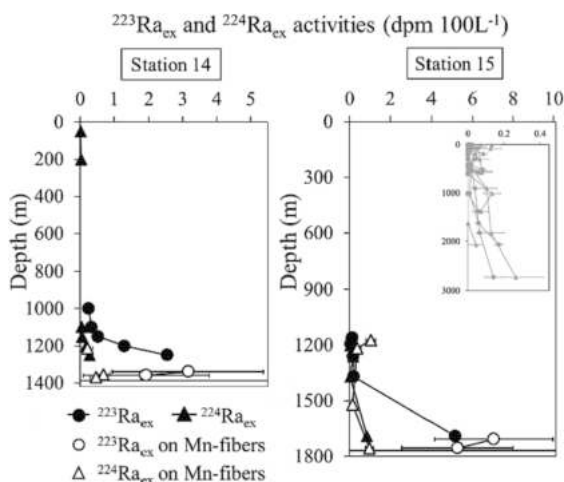 ²²³Raₑₓ and ²²⁴Raₑₓ activities (dpm 100L⁻¹)
Station 14
Station 15
0 1 2 3 4 5
0 2 4 6 8 10
Depth (m)
0
200
400
600
800
1000
1200
1400
Depth (m)
0
300
600
900
1200
1500
1800
0 0.2 0.4
0
1000
2000
3000
²²³Raₑₓ ²²⁴Raₑₓ
²²³Raₑₓ on Mn-fibers
²²⁴Raₑₓ on Mn-fibers